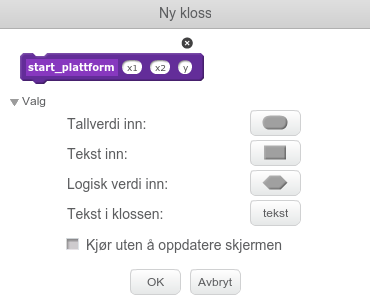 Ny kloss
start_plattform x1 x2 y
Valg
Tallverdi inn:
Tekst inn:
Logisk verdi inn:
Tekst i klossen: tekst
Kjør uten å oppdatere skjermen
OK Avbryt